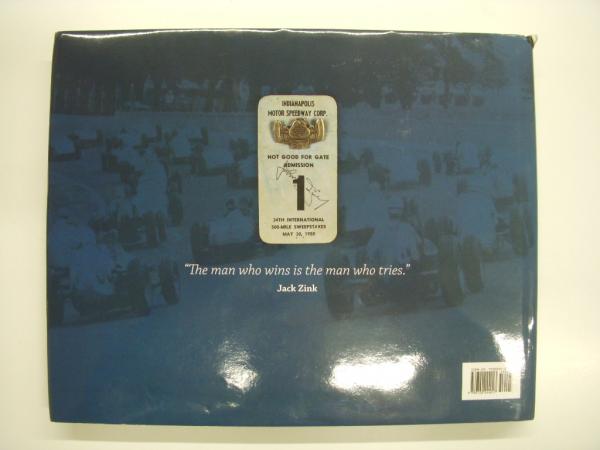 INDIANAPOLIS
MOTOR SPEEDWAY CORP.
NOT GOOD FOR GATE
ADMISSION
1
34TH INTERNATIONAL
500-MILE SWEEPSTAKES
MAY 30, 1950
“The man who wins is the man who tries.”
Jack Zink